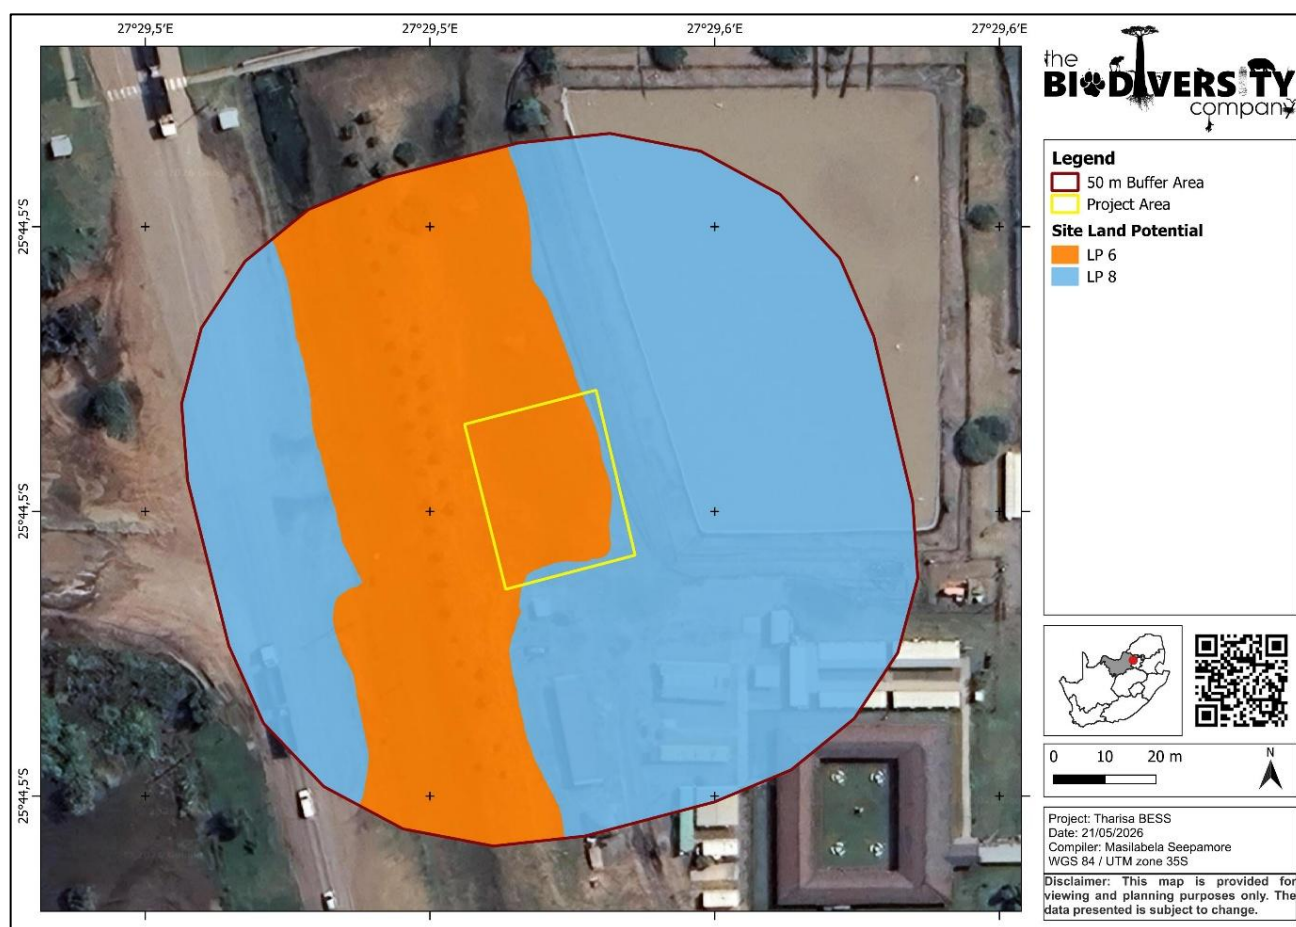 27°29,5'E
27°29,5'E
27°29,6'E
27°29,6'E
25°44,5'S
25°44,5'S
25°44,5'S
the
BIODIVERSITY
company
Legend
50 m Buffer Area
Project Area
Site Land Potential
LP 6
LP 8
0 10 20 m
N
Project: Tharisa BESS
Date: 21/05/2026
Compiler: Masilabela Seepamore
WGS 84 / UTM zone 35S
Disclaimer: This map is provided for
viewing and planning purposes only. The
data presented is subject to change.